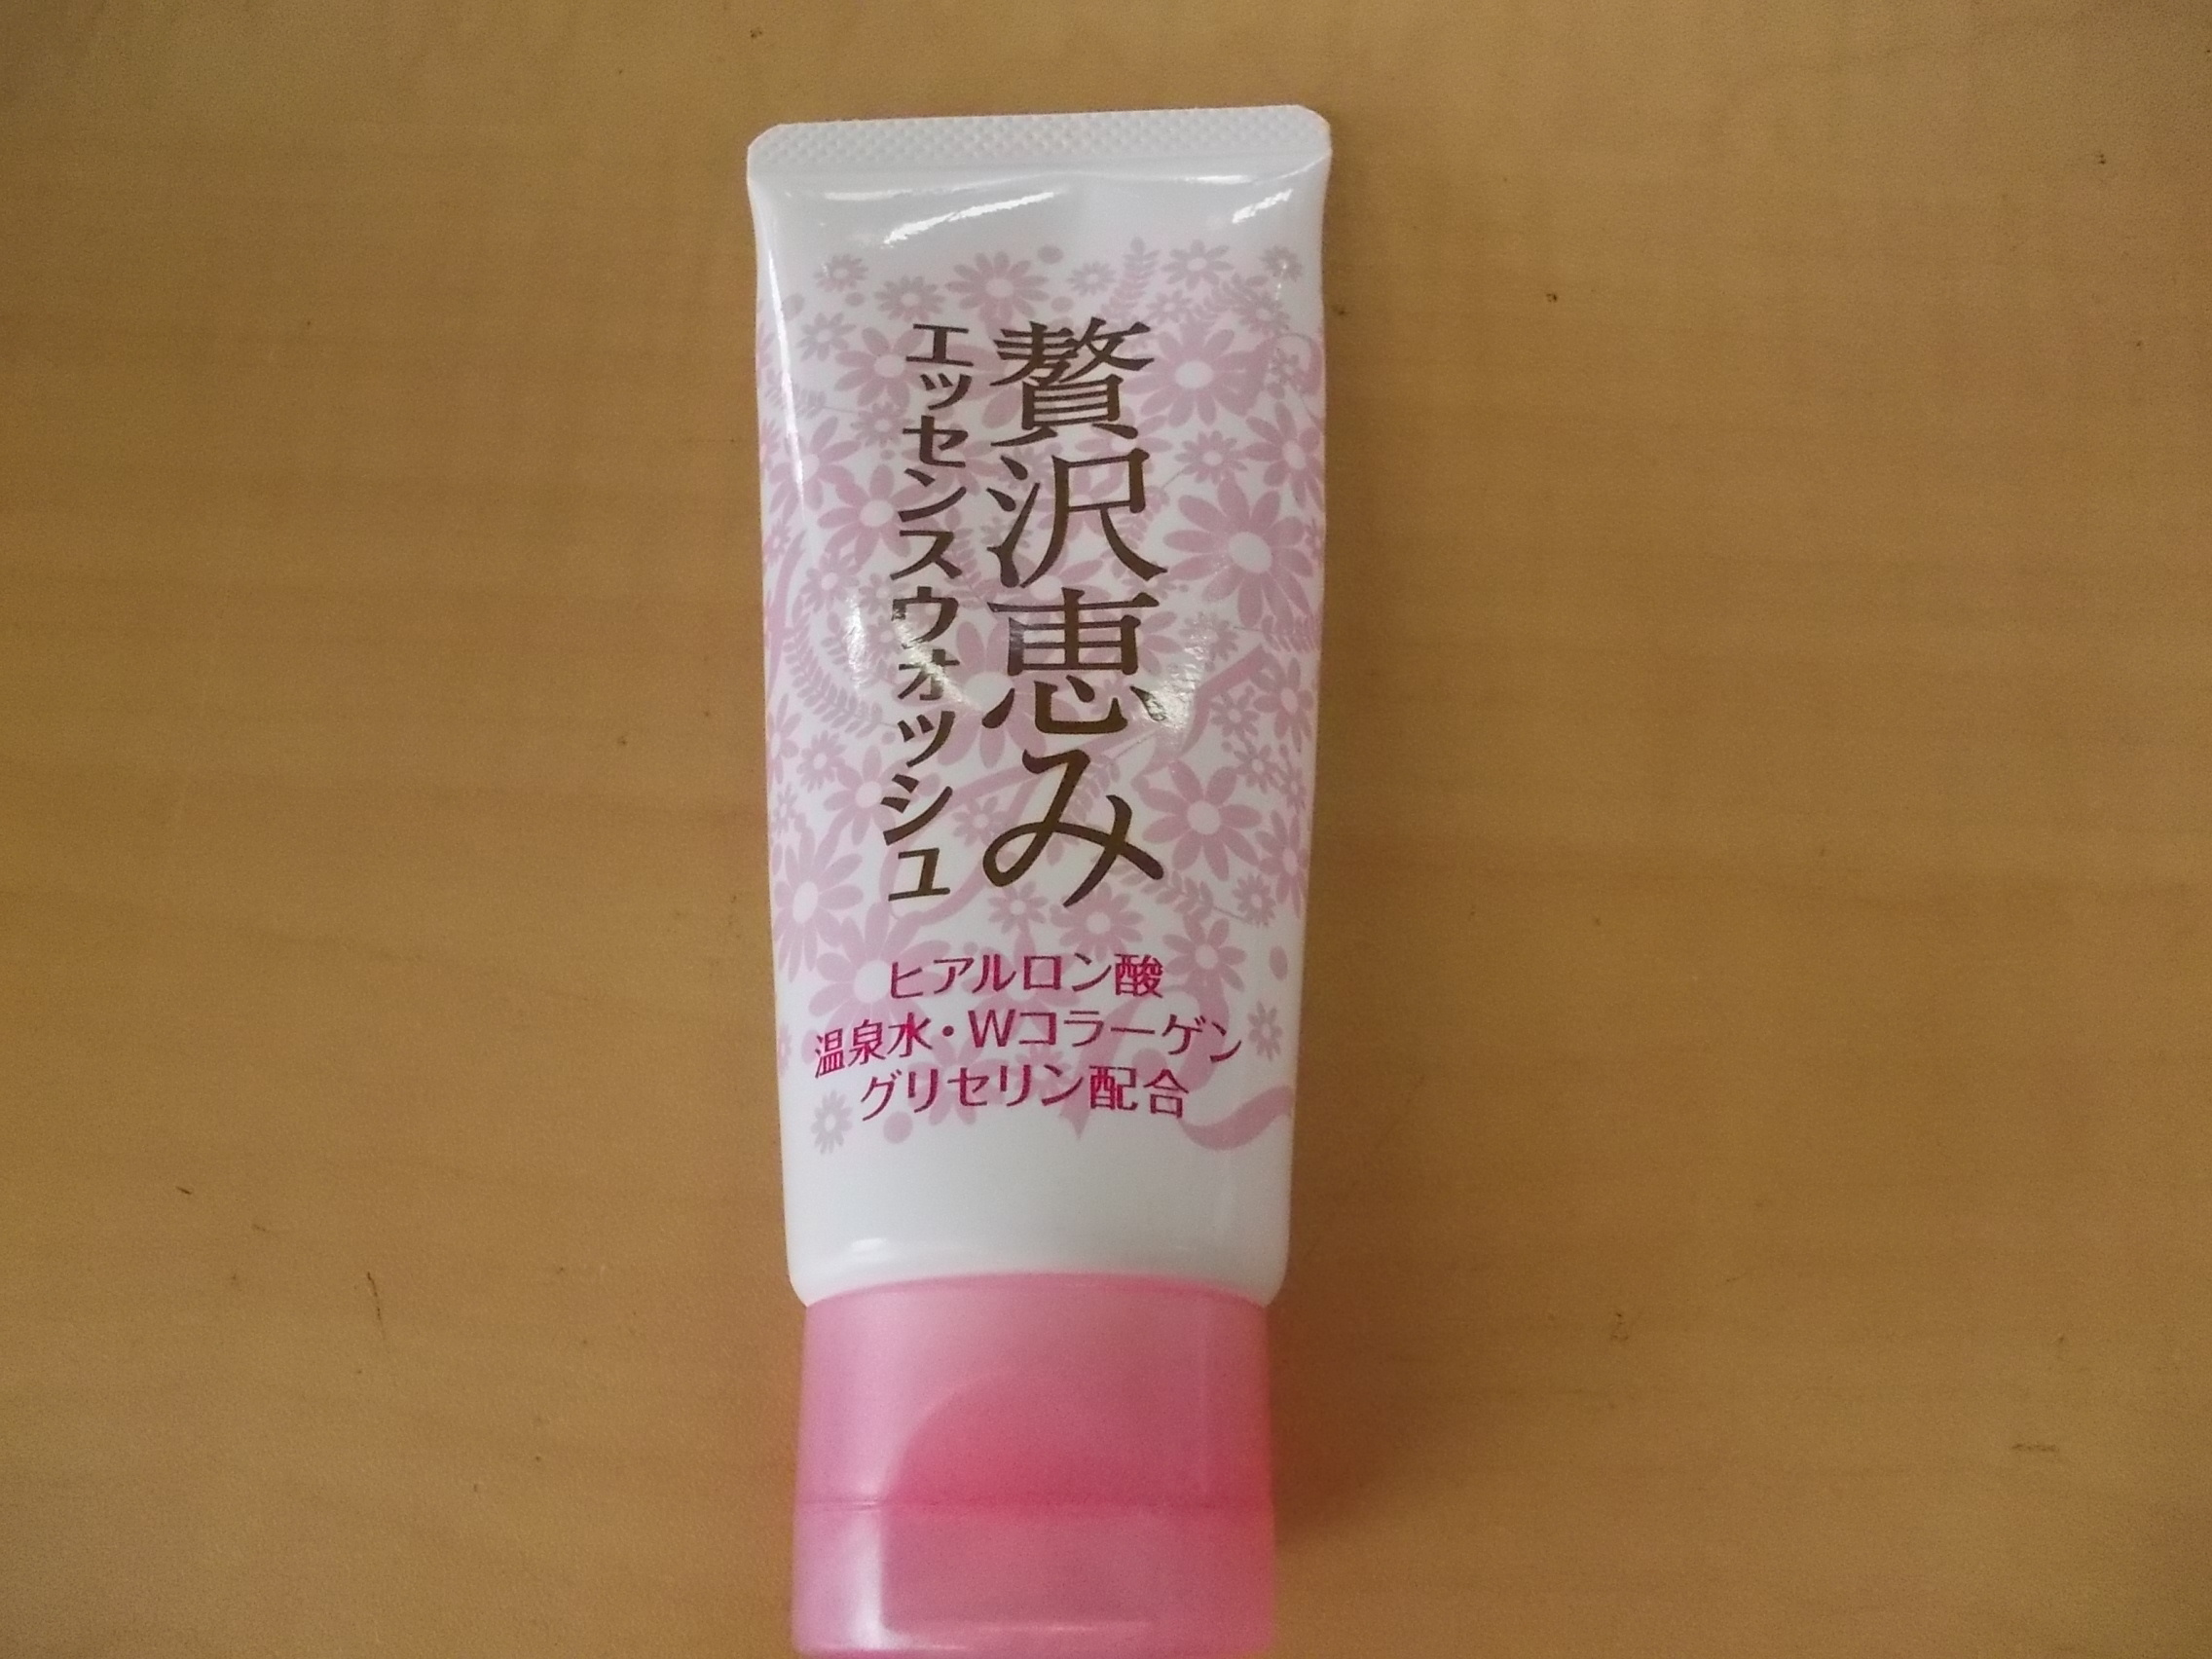 贅沢恵み
エッセンスウォッシュ
ヒアルロン酸
温泉水・Wコラーゲン
グリセリン配合